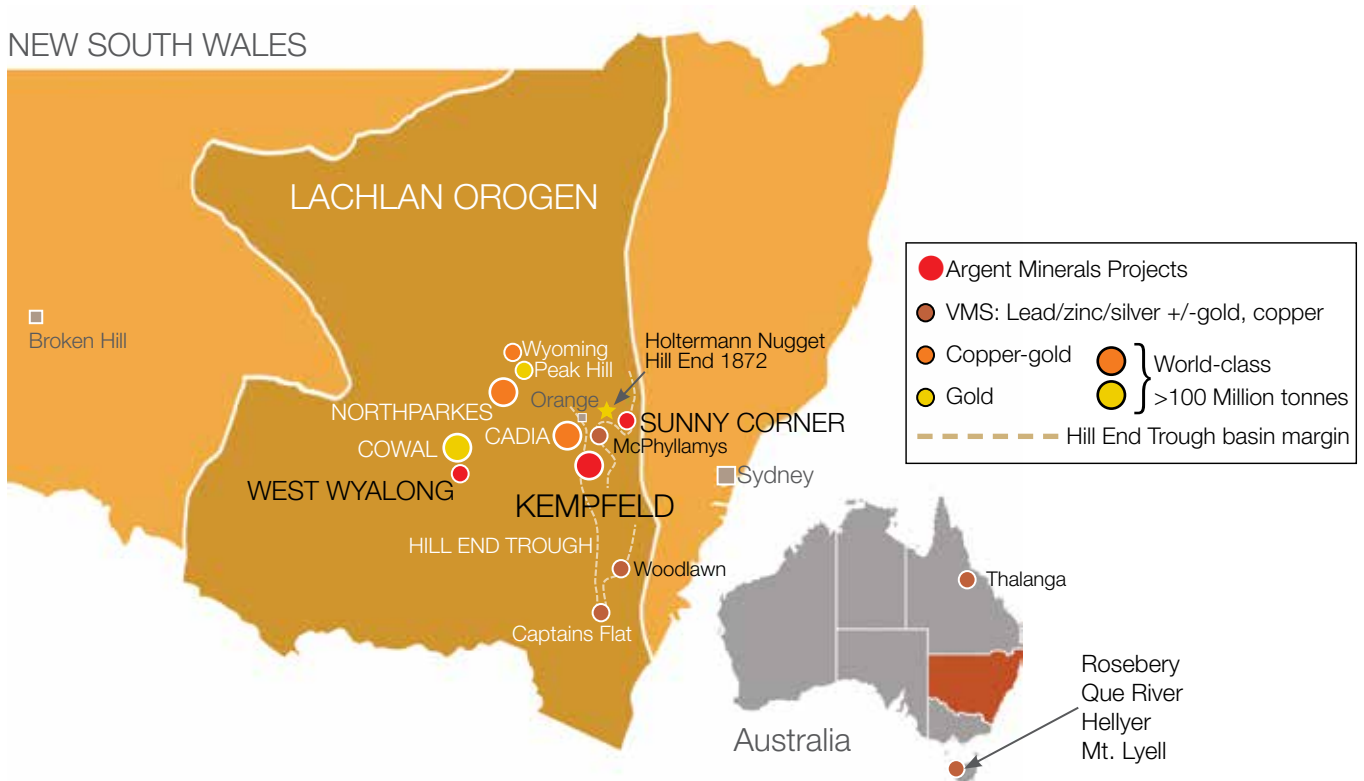 NEW SOUTH WALES
LACHLAN OROGEN
Broken Hill
Wyoming
Peak Hill
Holtermann Nugget
Hill End 1872
NORTHPARKES
Orange
SUNNY CORNER
CADIA
McPhyllamys
COWAL
WEST WYALONG
Sydney
KEMPFELD
HILL END TROUGH
Woodlawn
Captains Flat
Argent Minerals Projects
VMS: Lead/zinc/silver +/-gold, copper
Copper-gold
Gold
World-class
>100 Million tonnes
Hill End Trough basin margin
Thalanga
Rosebery
Que River
Hellyer
Mt. Lyell
Australia